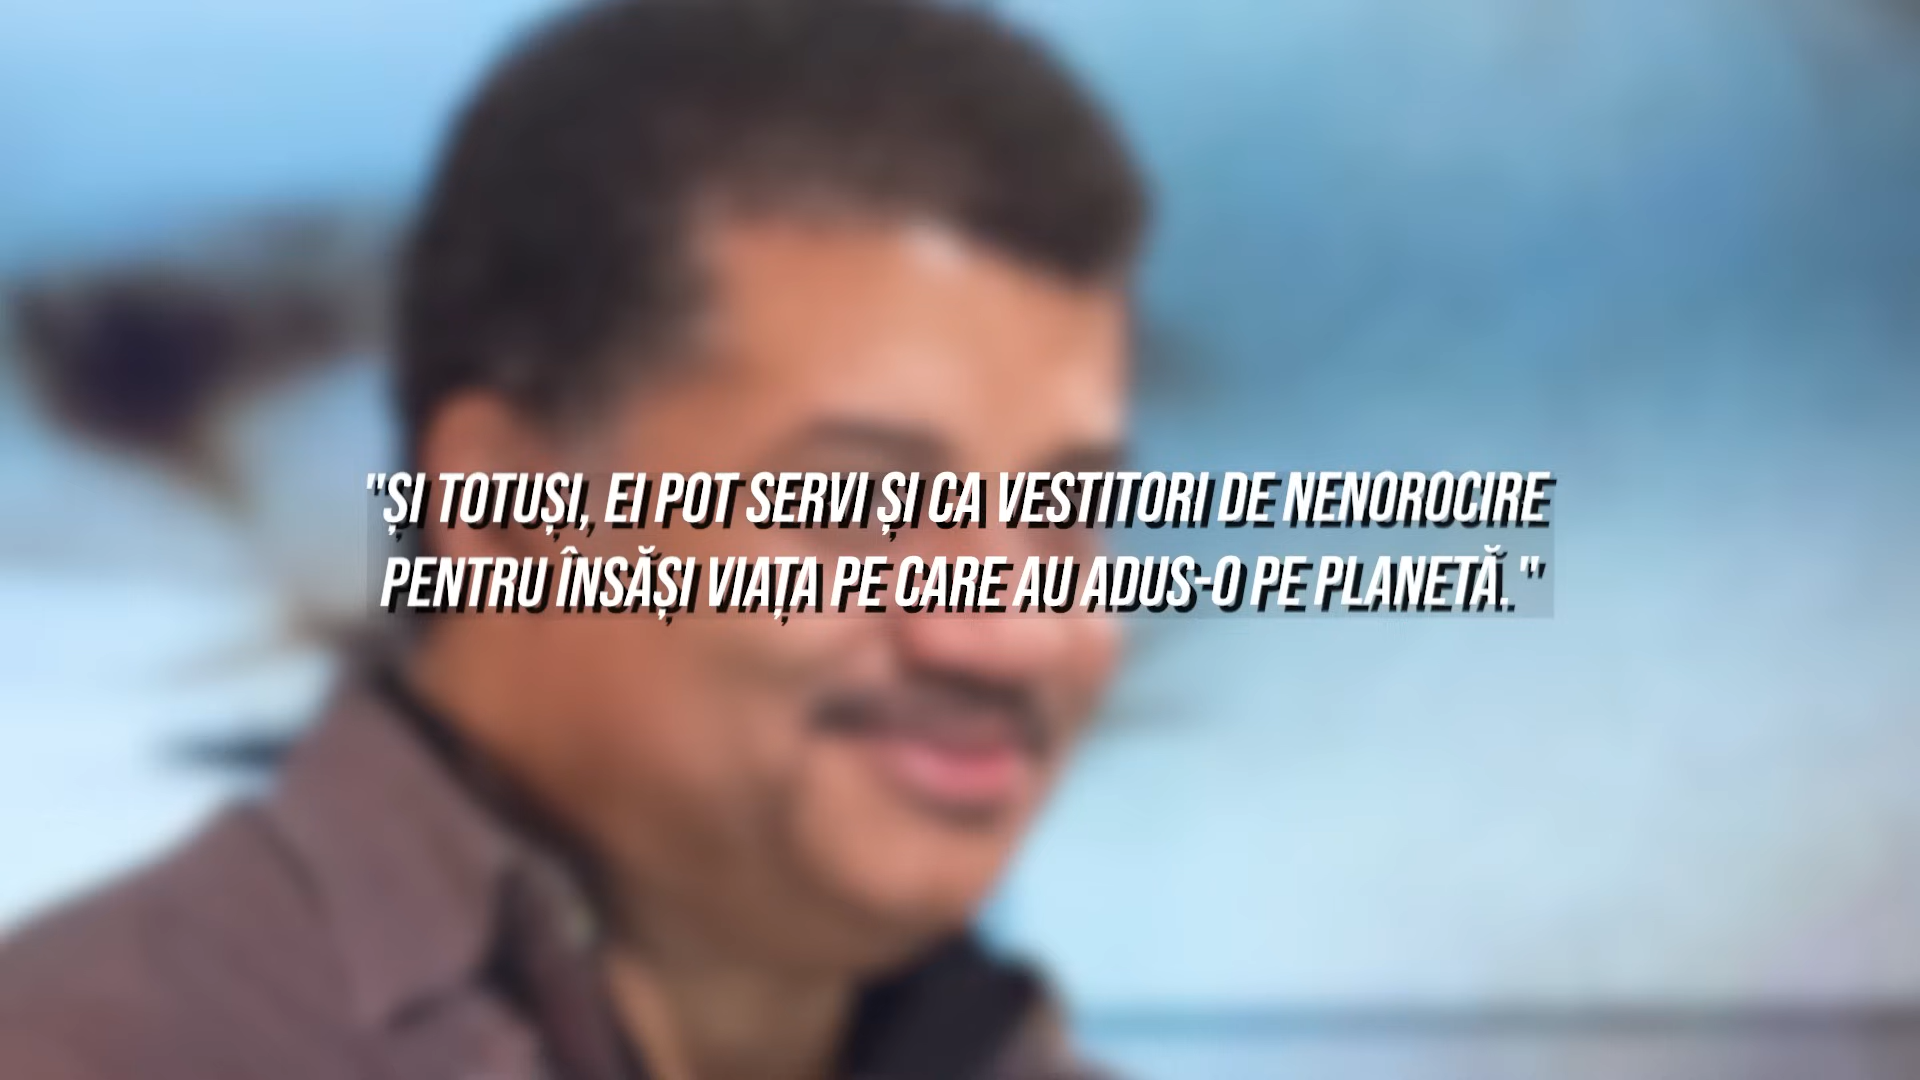 "ȘI TOTUȘI, EI POT SERVI ȘI CA VESTITORI DE NENOROCIRE
PENTRU ÎNSĂȘI VIAȚA PE CARE AU ADUS-O PE PLANETĂ."